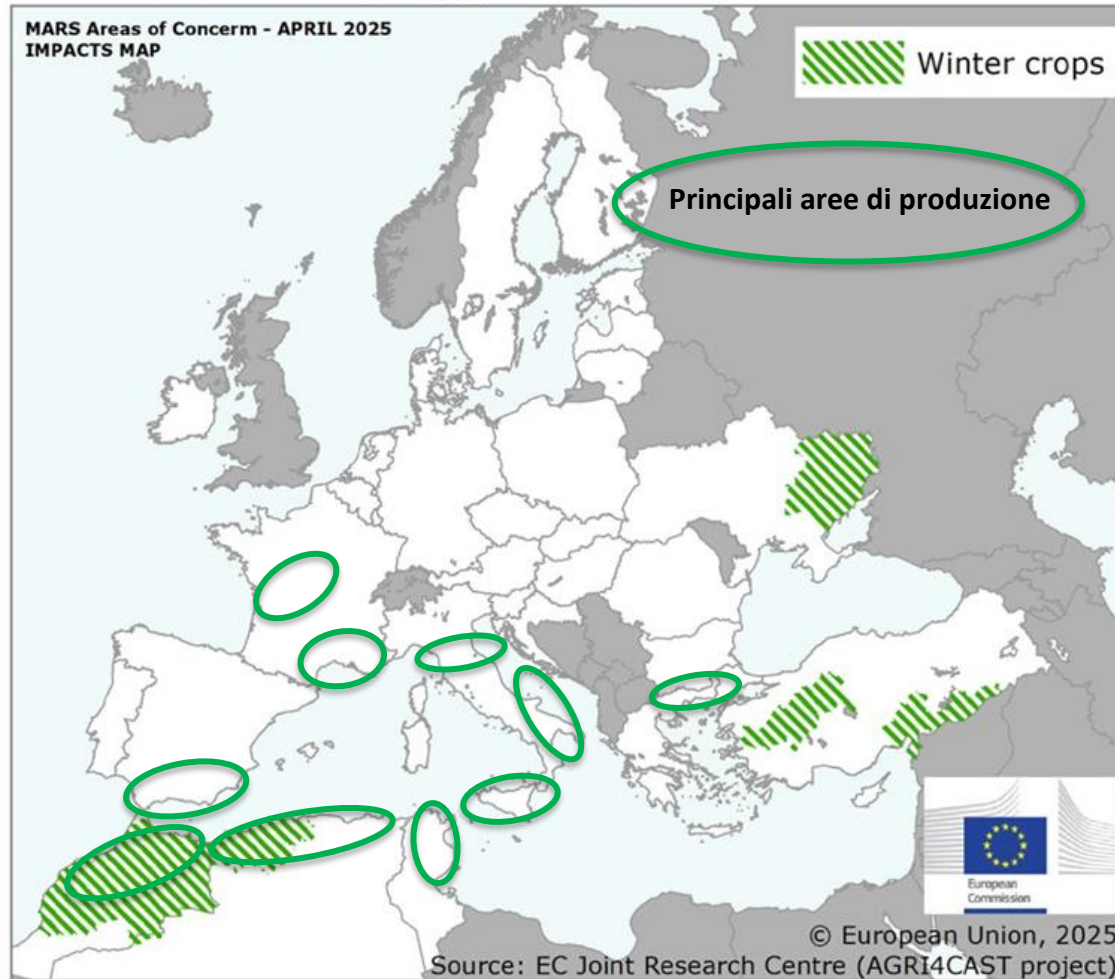 MARS Areas of Concerm - APRIL 2025
IMPACTS MAP
Winter crops
Principali aree di produzione
European
Commission
© European Union, 2025
Source: EC Joint Research Centre (AGRI4CAST project)